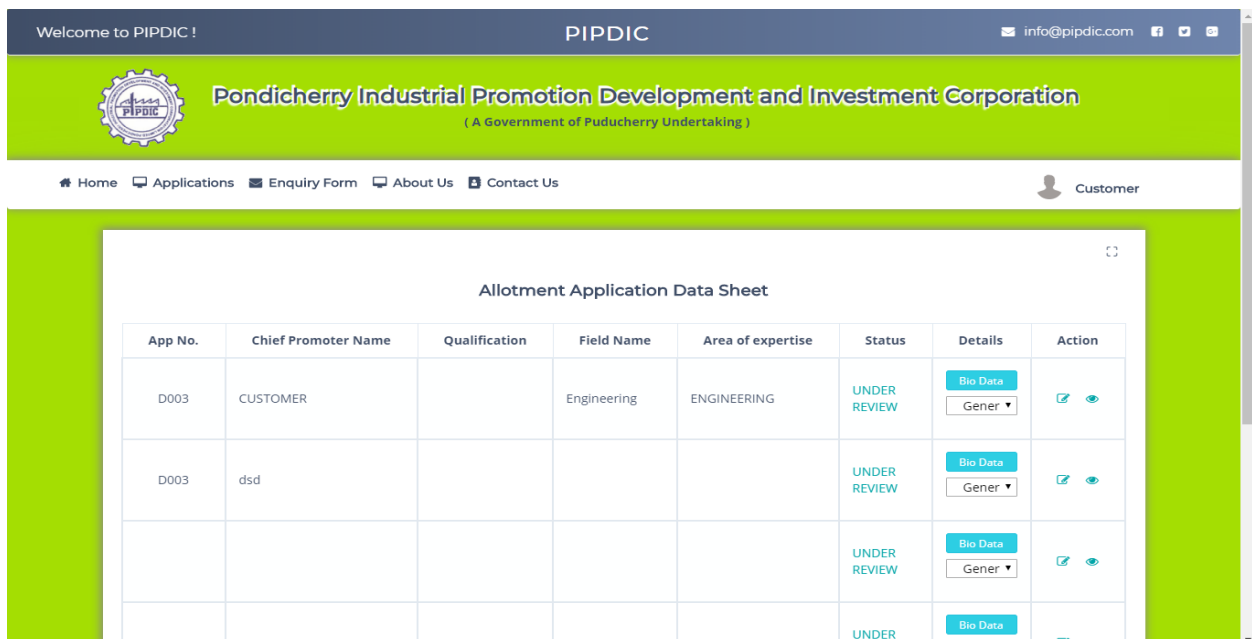 Welcome to PIPDIC !
PIPDIC
info@pipdic.com
PIPDIC
Pondicherry Industrial Promotion Development and Investment Corporation
( A Government of Puducherry Undertaking )
Home Applications Enquiry Form About Us Contact Us
Customer
Allotment Application Data Sheet
App No. Chief Promoter Name Qualification Field Name Area of expertise Status Details Action
D003 CUSTOMER Engineering ENGINEERING UNDER REVIEW Bio Data Gener
D003 dsd UNDER REVIEW Bio Data Gener
UNDER REVIEW Bio Data Gener
UNDER Bio Data